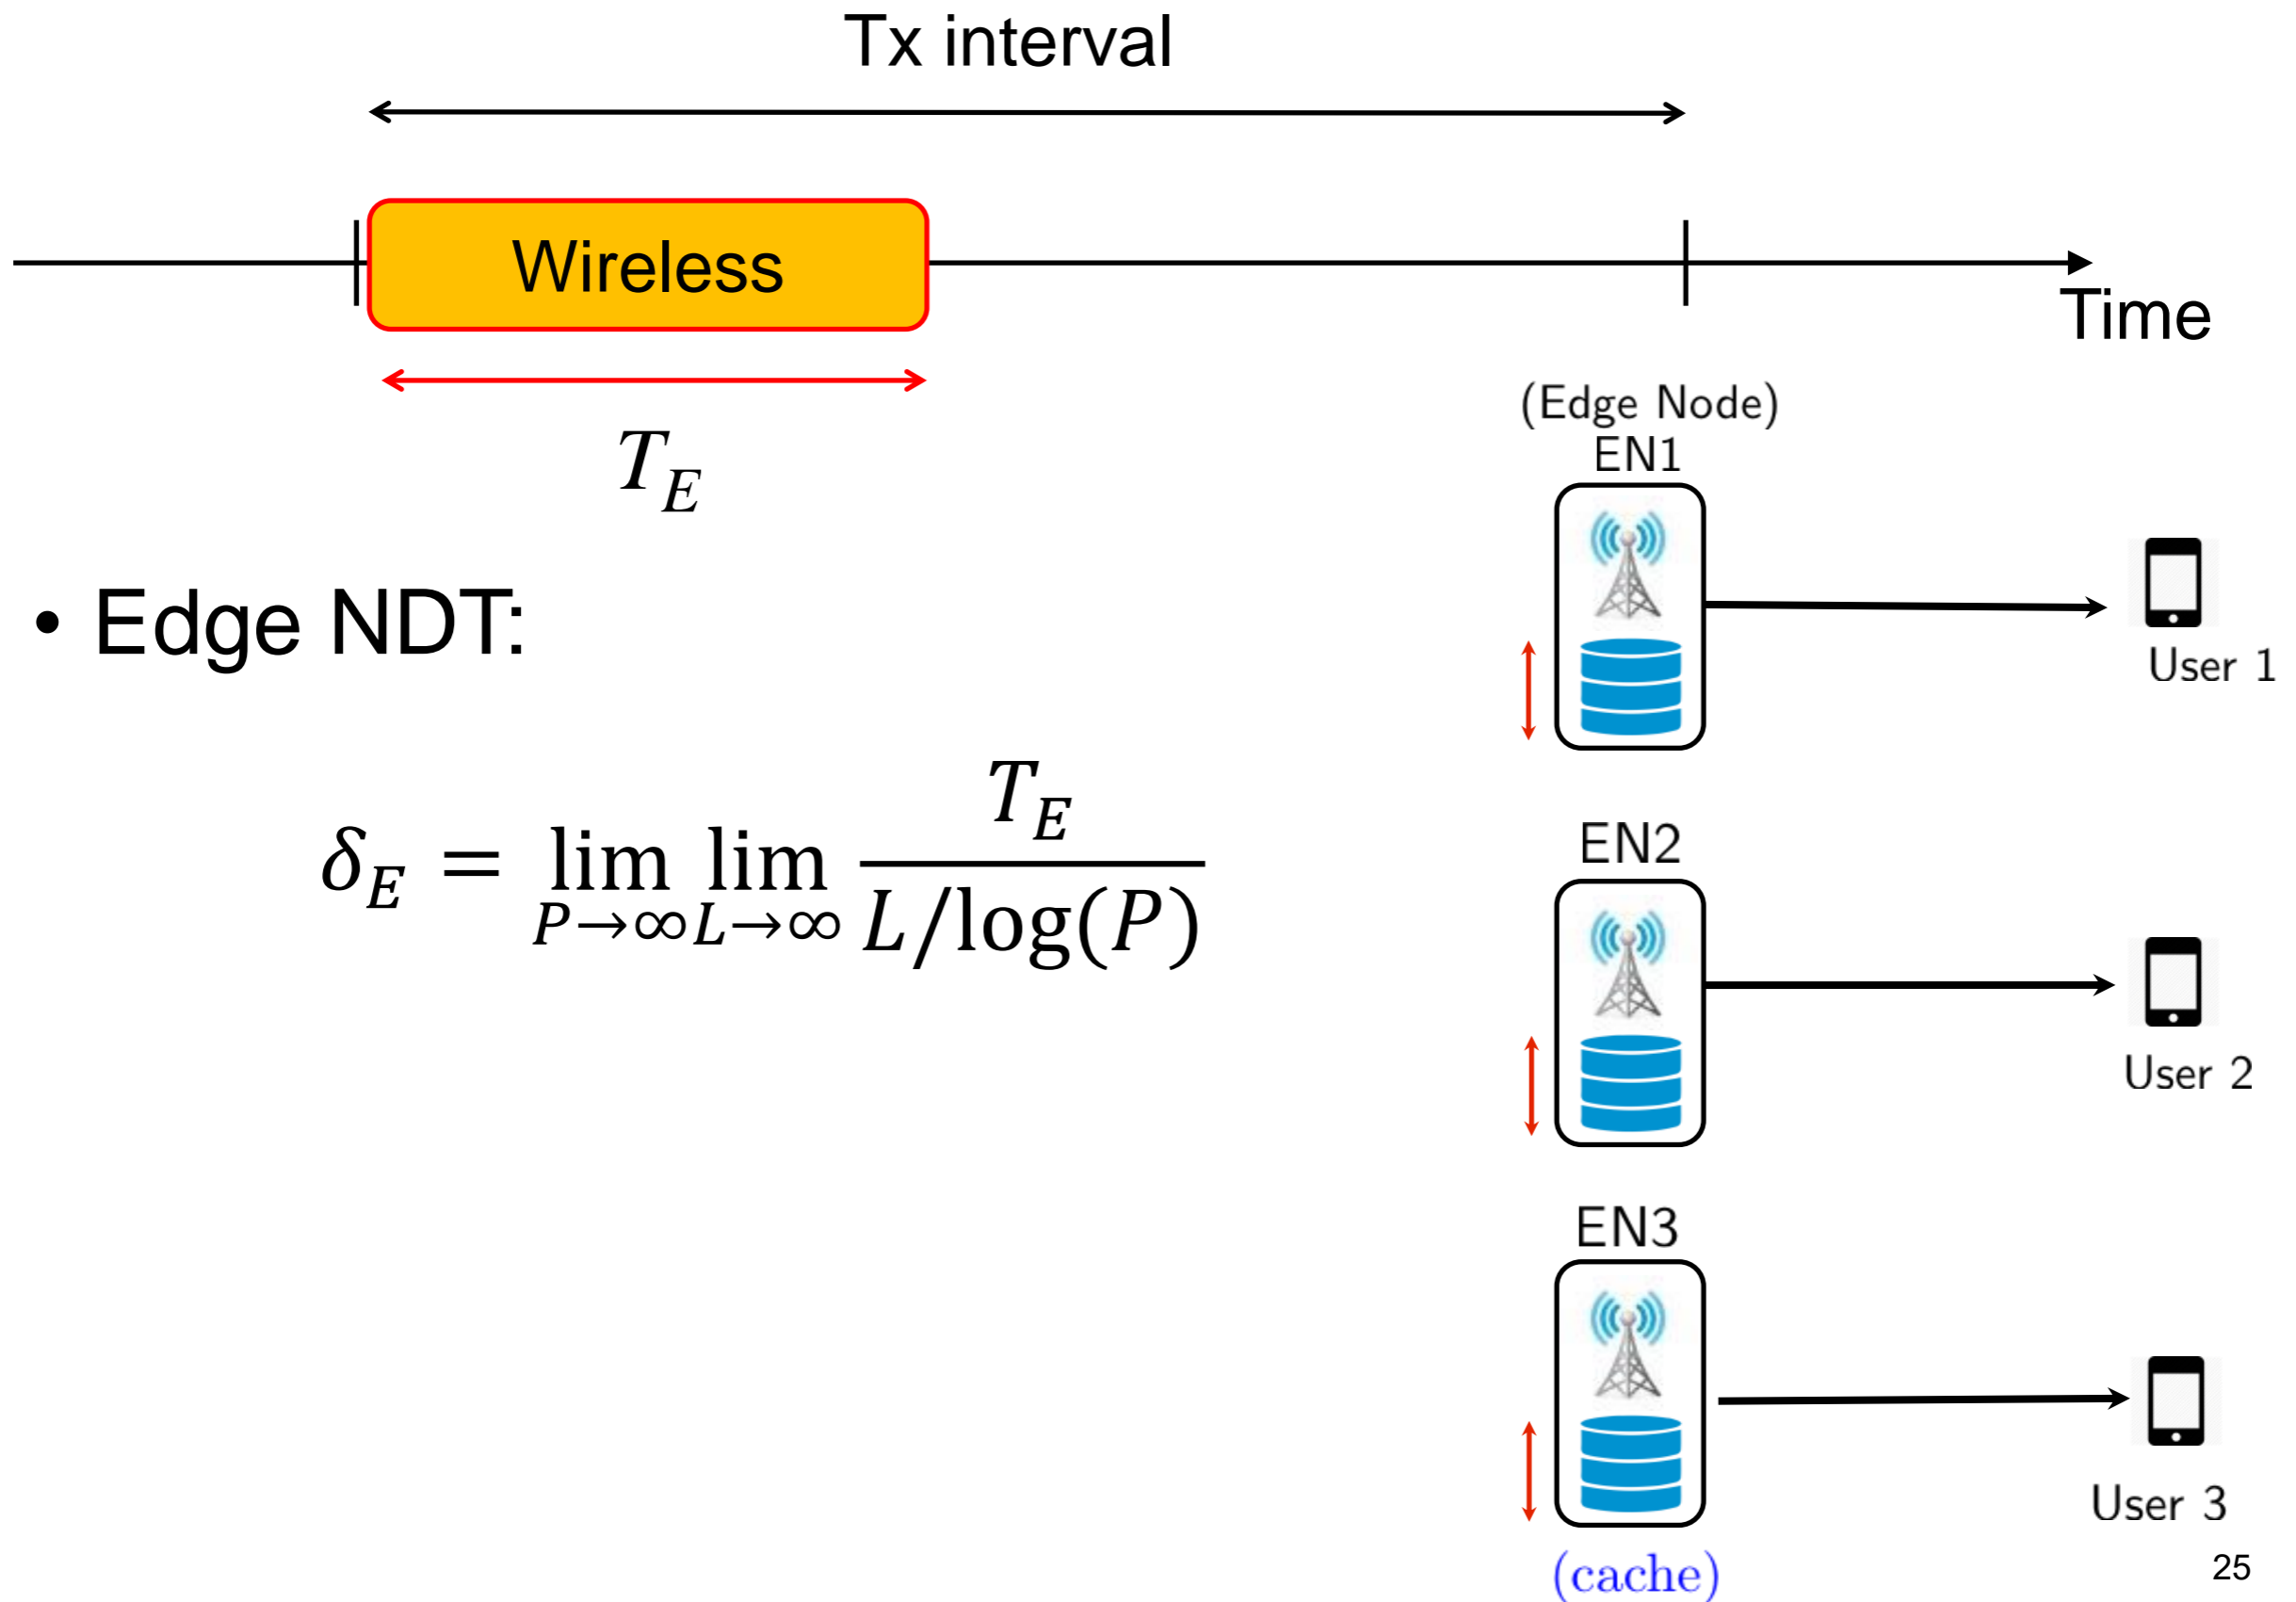 Tx interval
Wireless
Time
T_E
(Edge Node)
EN1
User 1
• Edge NDT:
δ_E = lim_{P→∞} lim_{L→∞} T_E / (L/log(P))
EN2
User 2
EN3
User 3
(cache)
25